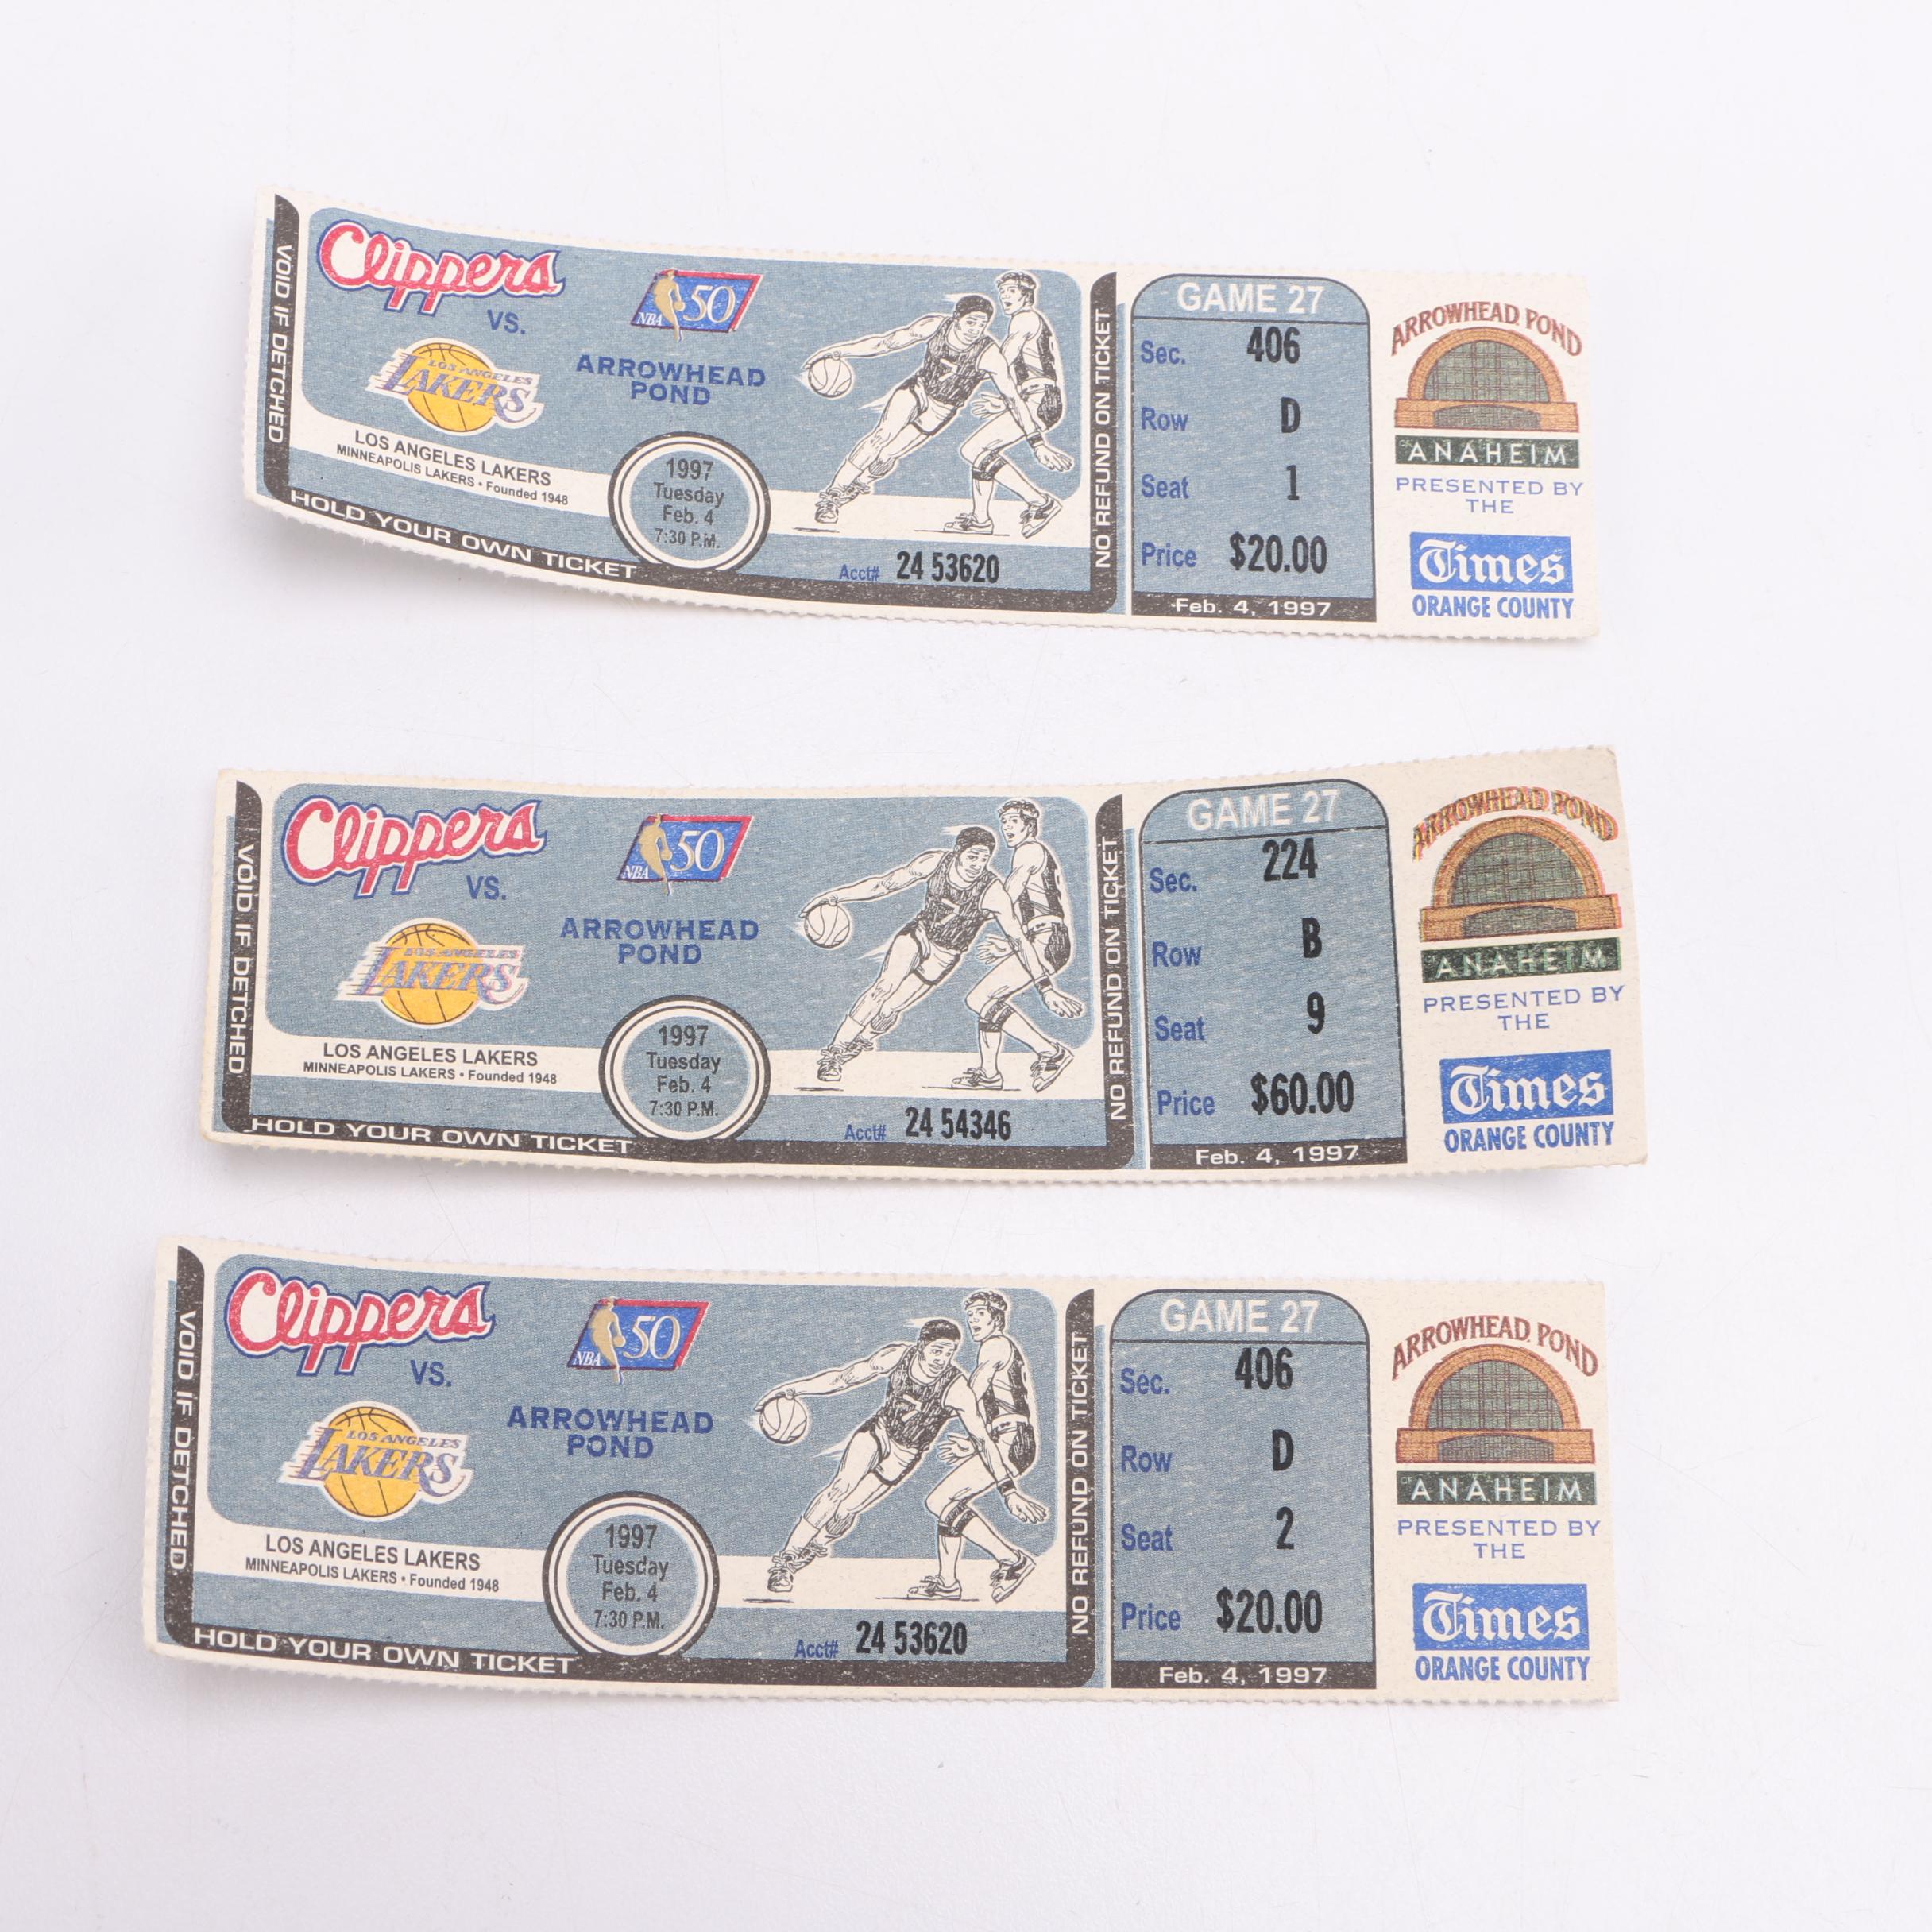 VOID IF DETCHED
Clippers
VS.
LOS ANGELES
LAKERS
LOS ANGELES LAKERS
MINNEAPOLIS LAKERS • Founded 1948
HOLD YOUR OWN TICKET
NBA 50
ARROWHEAD
POND
1997
Tuesday
Feb. 4
7:30 P.M.
7
Acct# 24 53620
NO REFUND ON TICKET
GAME 27
Sec. 406
Row D
Seat 1
Price $20.00
Feb. 4, 1997
ARROWHEAD POND
OF ANAHEIM
PRESENTED BY
THE
Times
ORANGE COUNTY
VOID IF DETCHED
Clippers
VS.
LOS ANGELES
LAKERS
LOS ANGELES LAKERS
MINNEAPOLIS LAKERS • Founded 1948
HOLD YOUR OWN TICKET
NBA 50
ARROWHEAD
POND
1997
Tuesday
Feb. 4
7:30 P.M.
7
Acct# 24 54346
NO REFUND ON TICKET
GAME 27
Sec. 224
Row B
Seat 9
Price $60.00
Feb. 4, 1997
ARROWHEAD POND
ANAHEIM
PRESENTED BY
THE
Times
ORANGE COUNTY
VOID IF DETCHED
Clippers
VS.
LOS ANGELES
LAKERS
LOS ANGELES LAKERS
MINNEAPOLIS LAKERS • Founded 1948
HOLD YOUR OWN TICKET
NBA 50
ARROWHEAD
POND
1997
Tuesday
Feb. 4
7:30 P.M.
7
Acct# 24 53620
NO REFUND ON TICKET
GAME 27
Sec. 406
Row D
Seat 2
Price $20.00
Feb. 4, 1997
ARROWHEAD POND
OF ANAHEIM
PRESENTED BY
THE
Times
ORANGE COUNTY